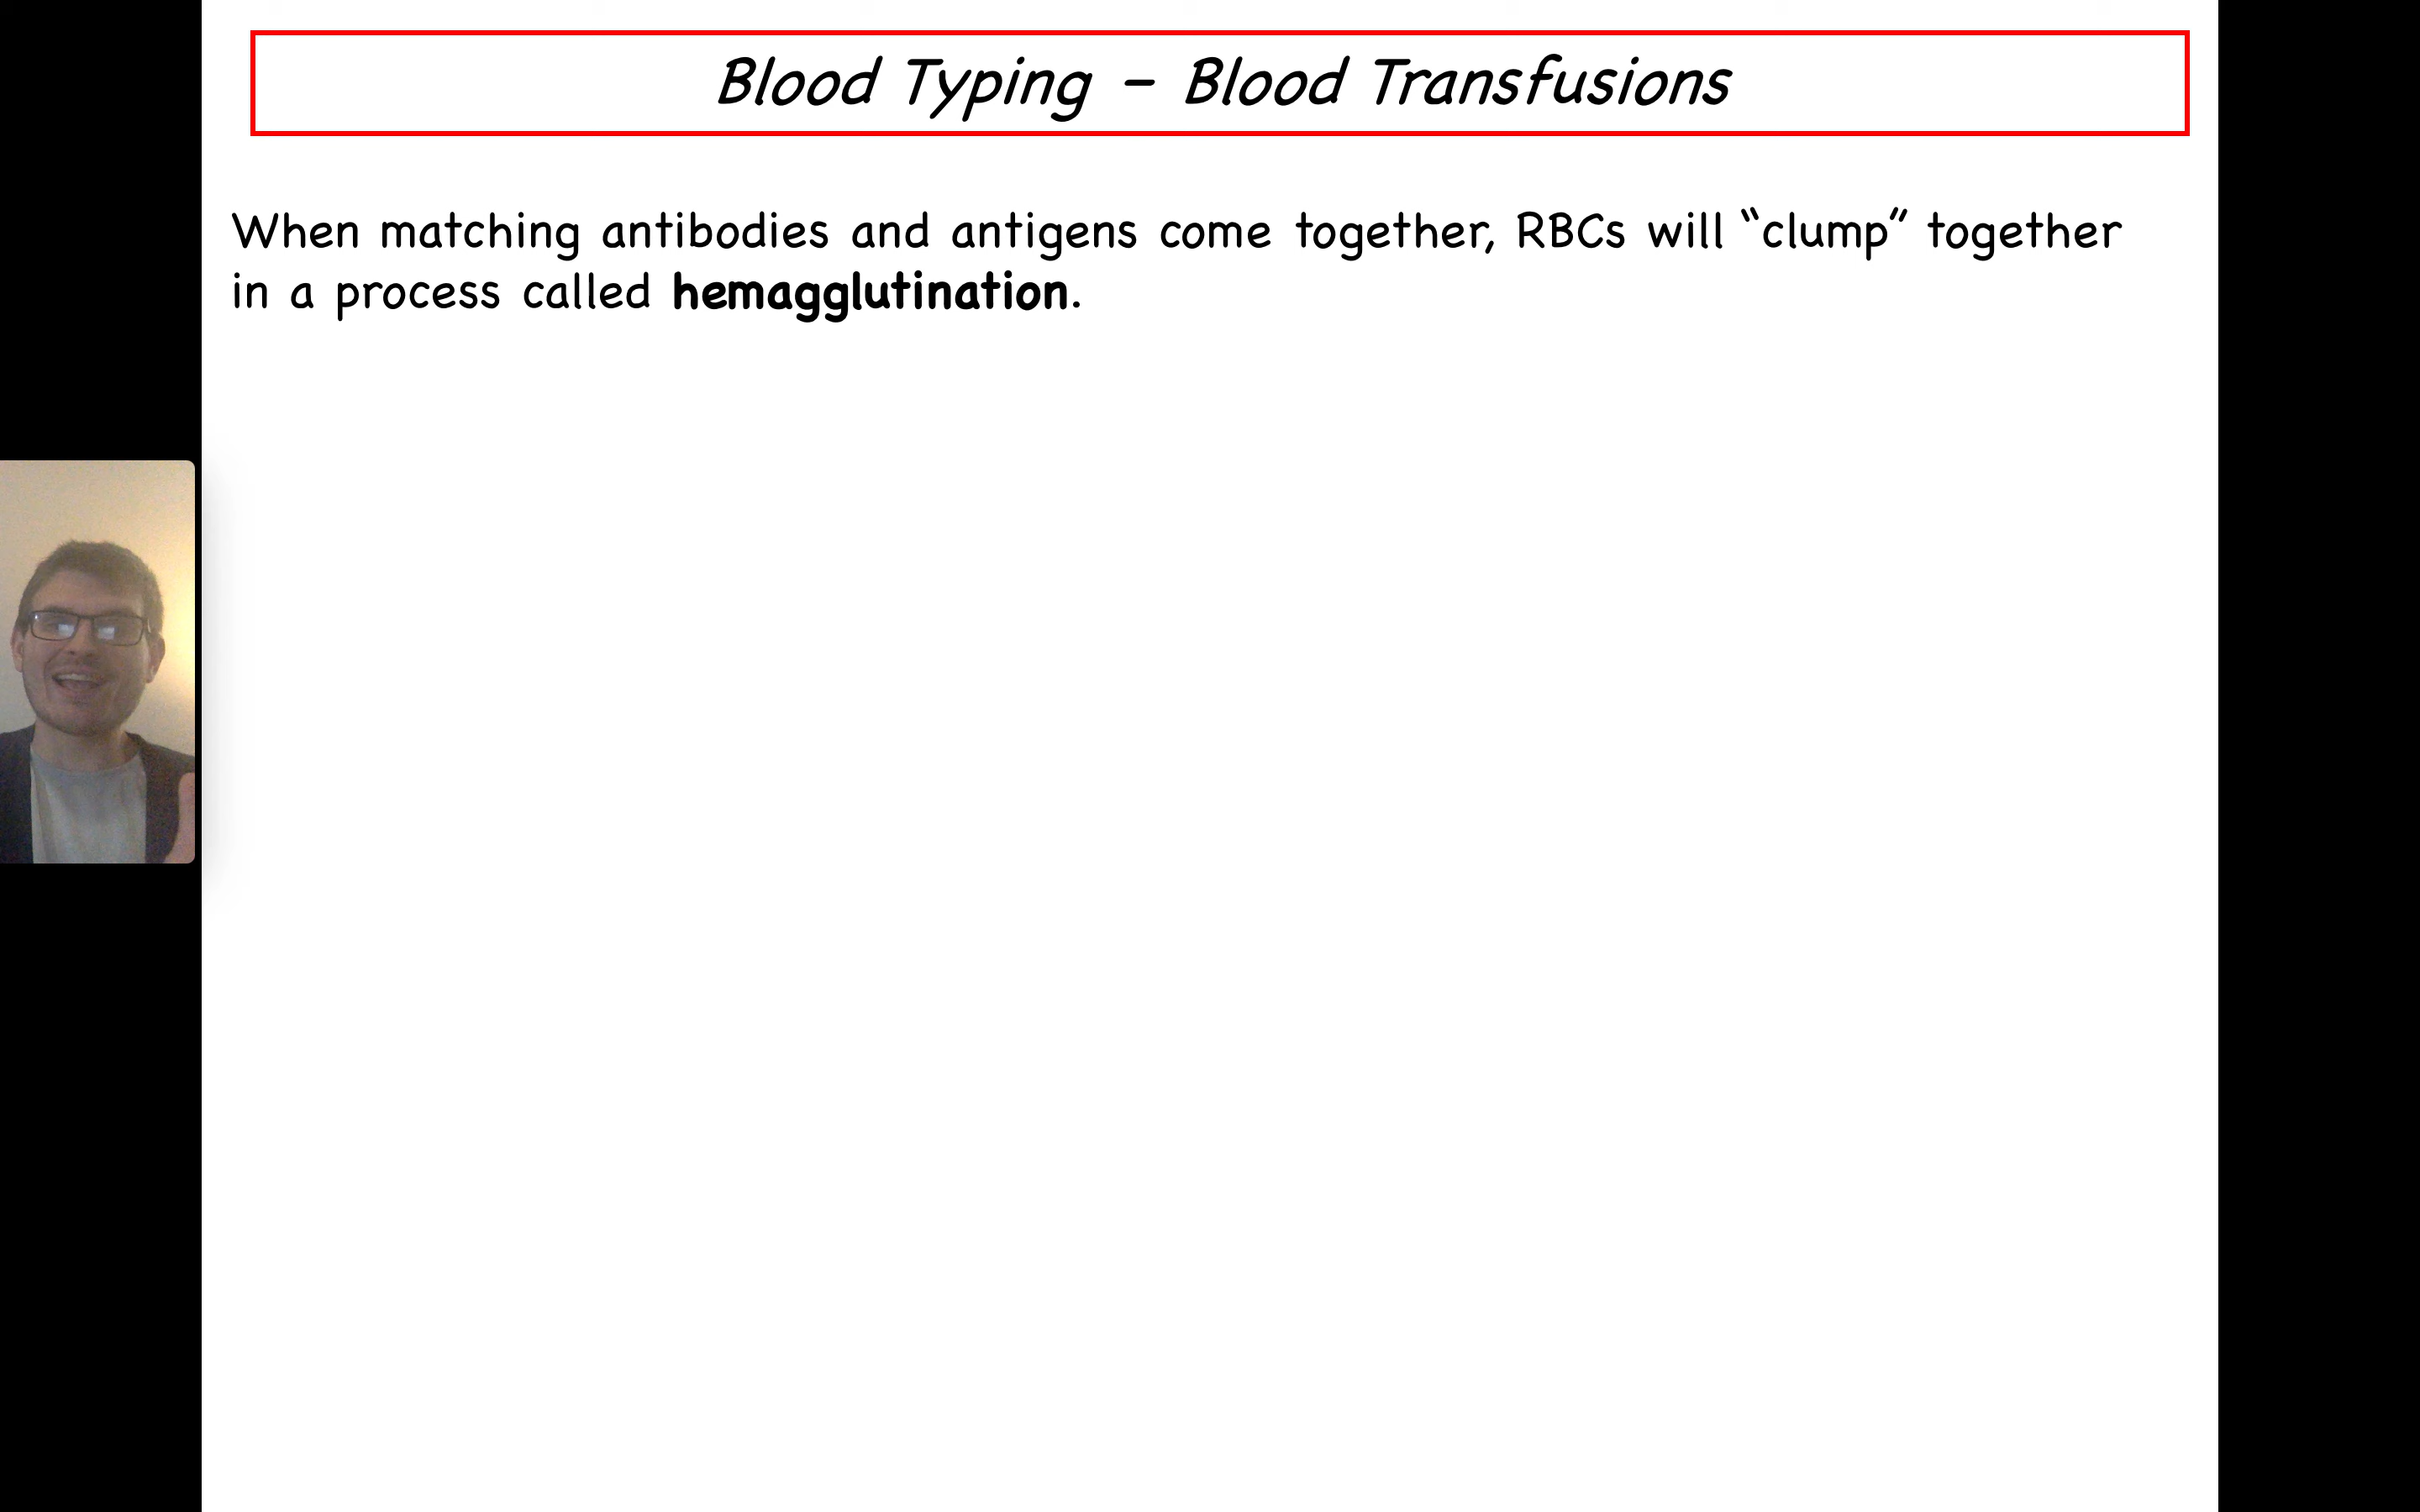 Blood Typing – Blood Transfusions
When matching antibodies and antigens come together, RBCs will “clump” together
in a process called hemagglutination.